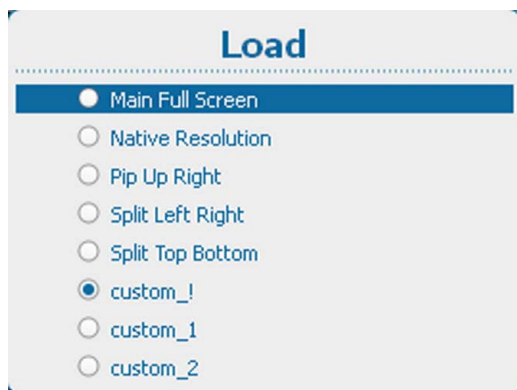 Load
Main Full Screen
Native Resolution
Pip Up Right
Split Left Right
Split Top Bottom
custom_!
custom_1
custom_2